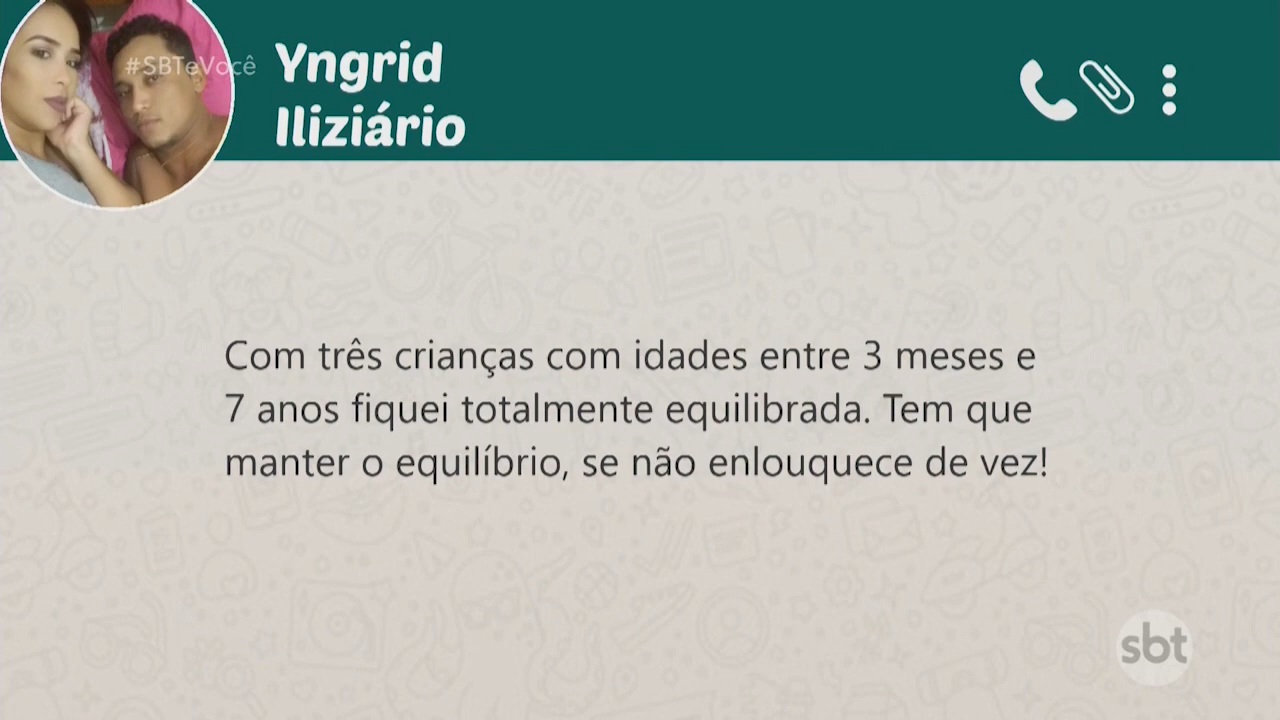 #SBTeVocê
Yngrid
Iliziário
Com três crianças com idades entre 3 meses e
7 anos fiquei totalmente equilibrada. Tem que
manter o equilíbrio, se não enlouquece de vez!
sbt